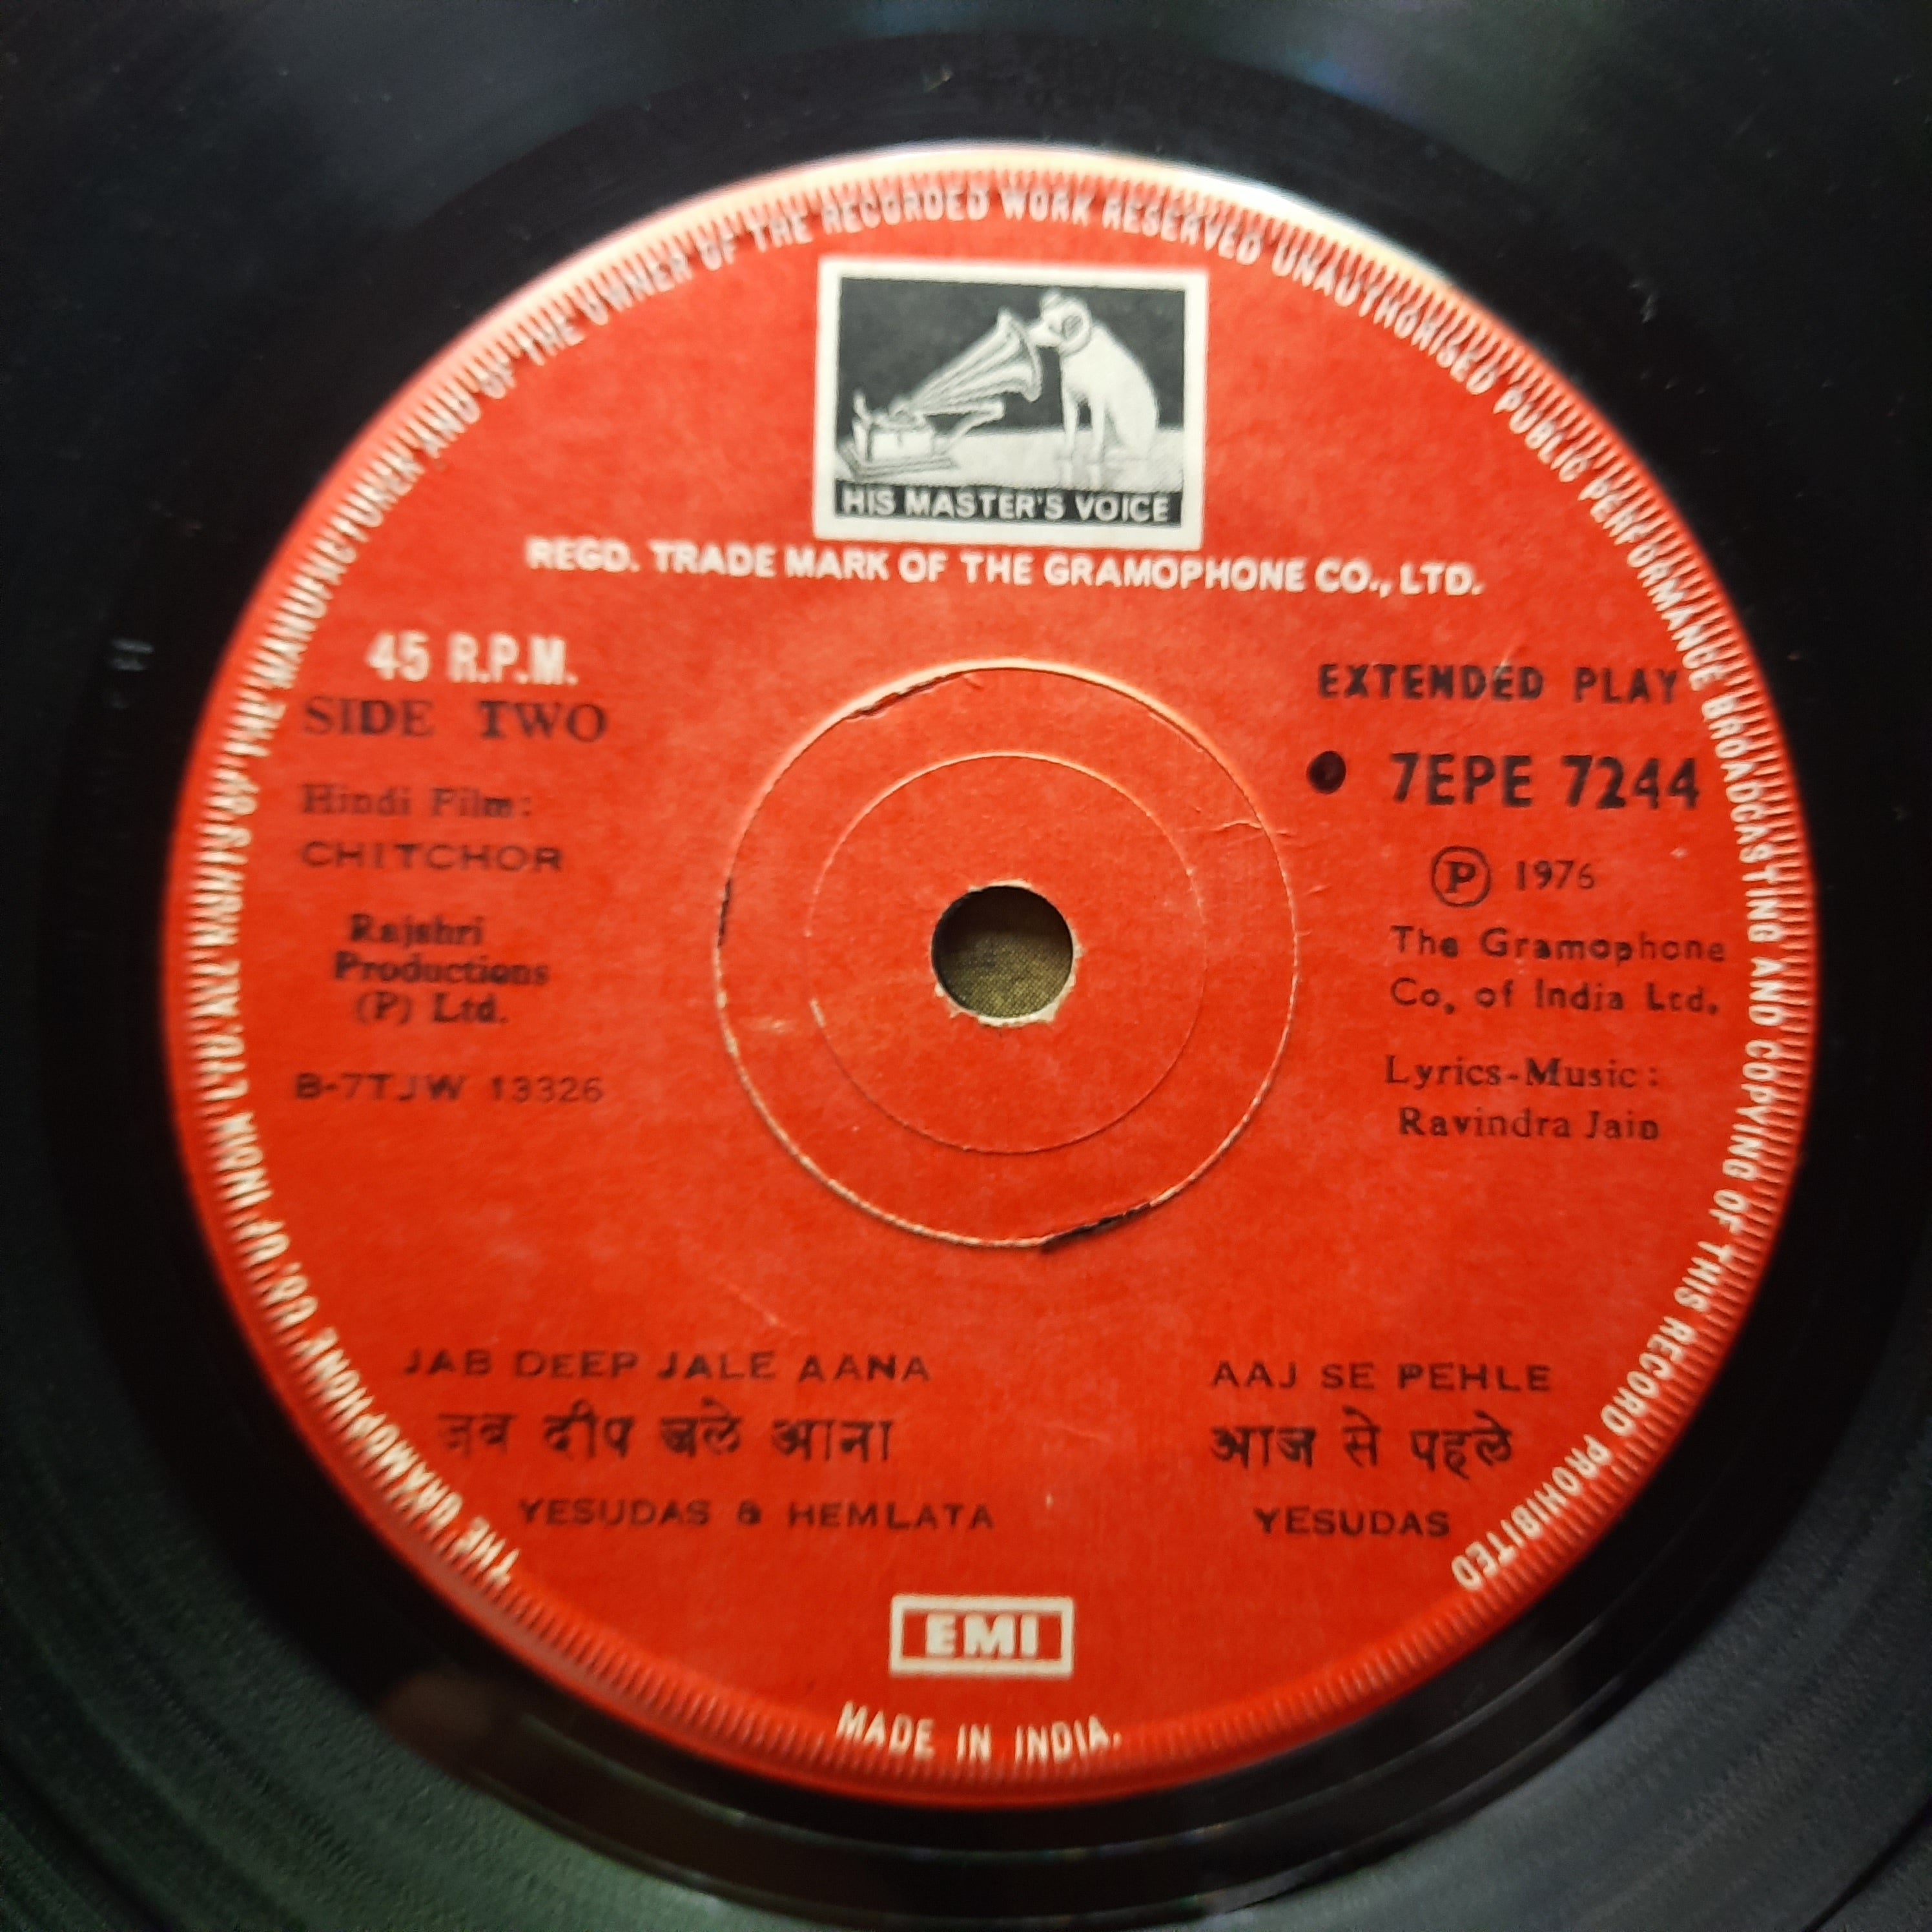 THE GRAMOPHONE CO. OF INDIA LTD. ALL RIGHTS OF THE MANUFACTURER AND OF THE OWNER OF THE RECORDED WORK RESERVED UNAUTHORISED PUBLIC PERFORMANCE BROADCASTING AND COPYING OF THIS RECORD PROHIBITED
HIS MASTER'S VOICE
REGD. TRADE MARK OF THE GRAMOPHONE CO., LTD.
45 R.P.M.
SIDE TWO
Hindi Film:
CHITCHOR
Rajshri
Productions
(P) Ltd.
B-7TJW 13326
EXTENDED PLAY
● 7EPE 7244
Ⓟ 1976
The Gramophone
Co. of India Ltd.
Lyrics-Music:
Ravindra Jain
JAB DEEP JALE AANA
जब दीप जले आना
YESUDAS & HEMLATA
AAJ SE PEHLE
आज से पहले
YESUDAS
EMI
MADE IN INDIA.